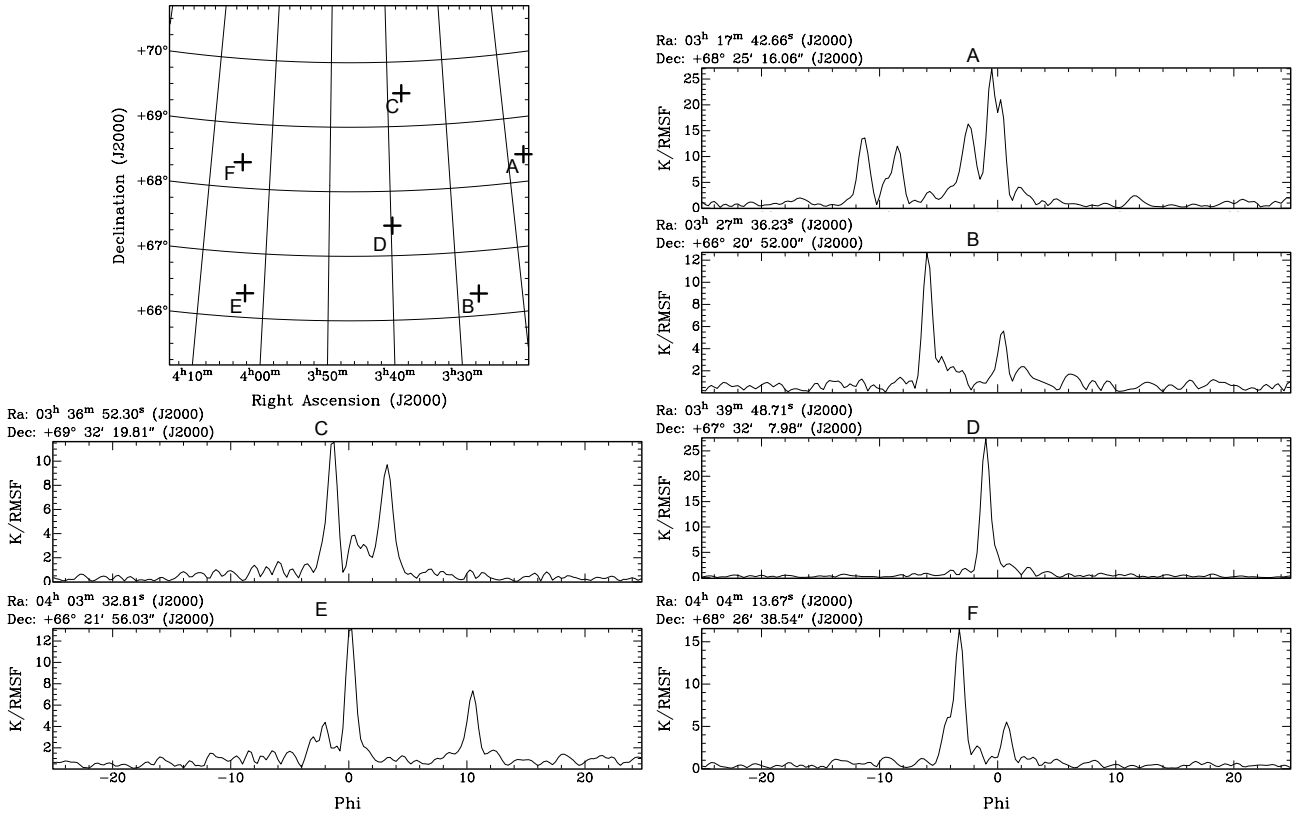 +70°
+69°
+68°
+67°
+66°
Declination (J2000)
C
A
F
D
E
B
4ʰ10ᵐ 4ʰ00ᵐ 3ʰ50ᵐ 3ʰ40ᵐ 3ʰ30ᵐ
Right Ascension (J2000)
Ra: 03ʰ 17ᵐ 42.66ˢ (J2000)
Dec: +68° 25′ 16.06″ (J2000)
A
25
20
15
10
5
0
K/RMSF
Ra: 03ʰ 27ᵐ 36.23ˢ (J2000)
Dec: +66° 20′ 52.00″ (J2000)
B
12
10
8
6
4
2
K/RMSF
Ra: 03ʰ 36ᵐ 52.30ˢ (J2000)
Dec: +69° 32′ 19.81″ (J2000)
C
10
8
6
4
2
0
K/RMSF
Ra: 03ʰ 39ᵐ 48.71ˢ (J2000)
Dec: +67° 32′ 7.98″ (J2000)
D
25
20
15
10
5
0
K/RMSF
Ra: 04ʰ 03ᵐ 32.81ˢ (J2000)
Dec: +66° 21′ 56.03″ (J2000)
E
12
10
8
6
4
2
K/RMSF
−20 −10 0 10 20
Phi
Ra: 04ʰ 04ᵐ 13.67ˢ (J2000)
Dec: +68° 26′ 38.54″ (J2000)
F
15
10
5
0
K/RMSF
−20 −10 0 10 20
Phi